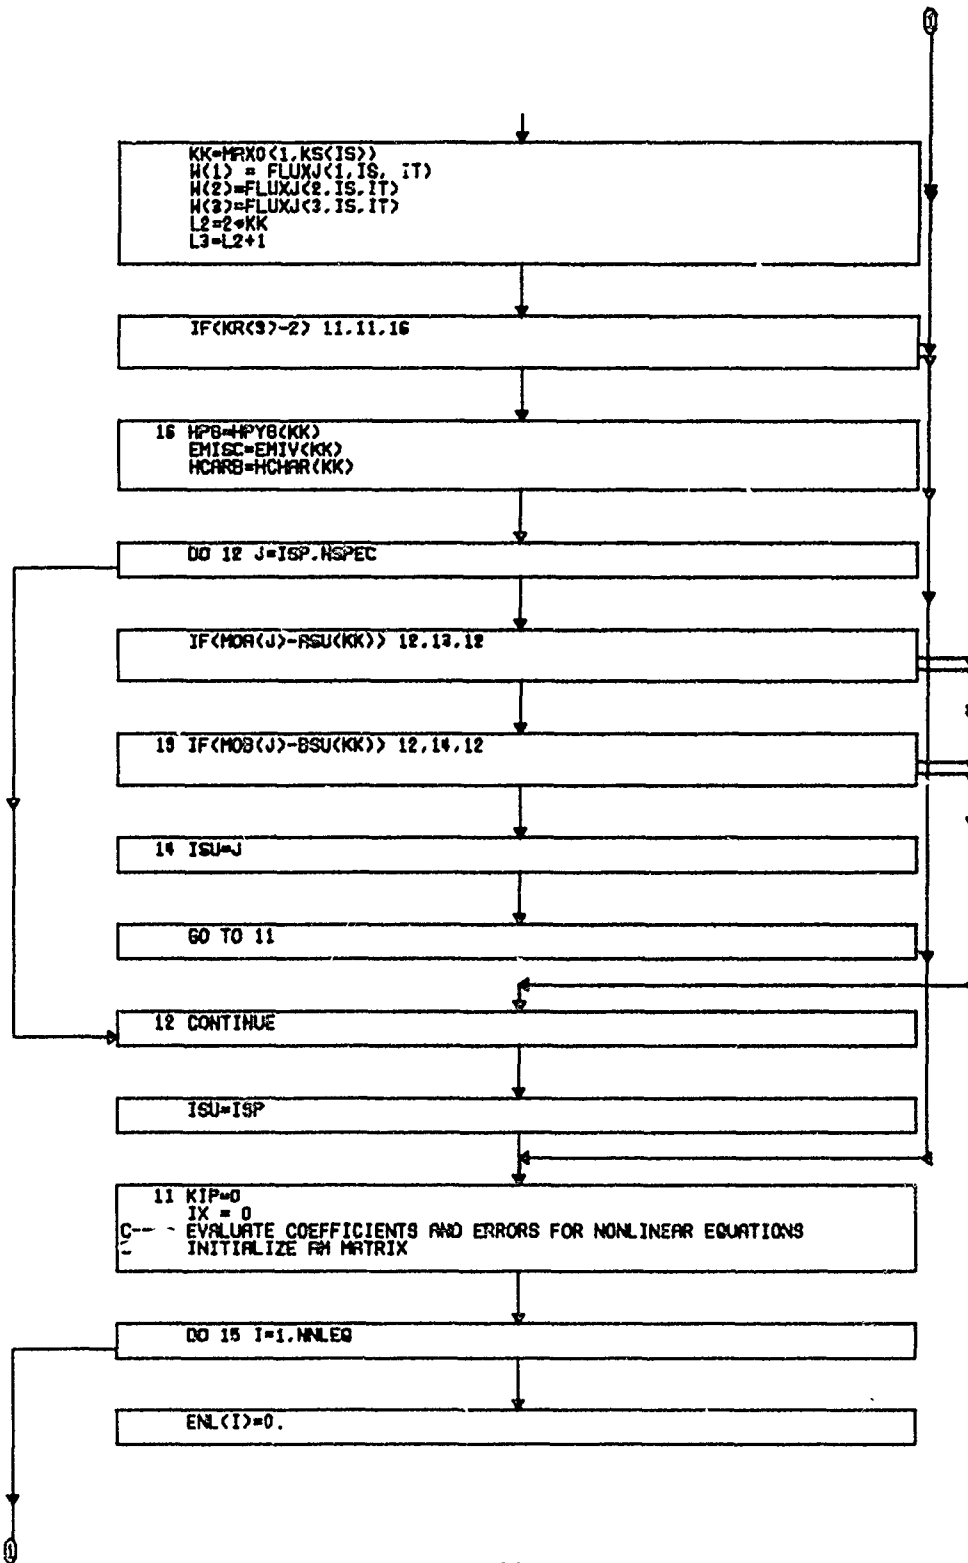 1
KK=MAX0(1,KS(IS))
W(1) = FLUXJ(1,IS, IT)
W(2)=FLUXJ(2,IS,IT)
W(3)=FLUXJ(3,IS,IT)
L2=2*KK
L3=L2+1
IF(KR(9)-2) 11,11,16
16 HPB=HPYB(KK)
EMISC=EMIV(KK)
HCARB=HCHAR(KK)
DO 12 J=ISP,NSPEC
IF(MOA(J)-ASU(KK)) 12,13,12
13 IF(MOB(J)-BSU(KK)) 12,14,12
14 ISU=J
GO TO 11
12 CONTINUE
ISU=ISP
11 KIP=0
IX = 0
C--- EVALUATE COEFFICIENTS AND ERRORS FOR NONLINEAR EQUATIONS
C INITIALIZE AM MATRIX
DO 15 I=1,NNLEQ
ENL(I)=0.
1